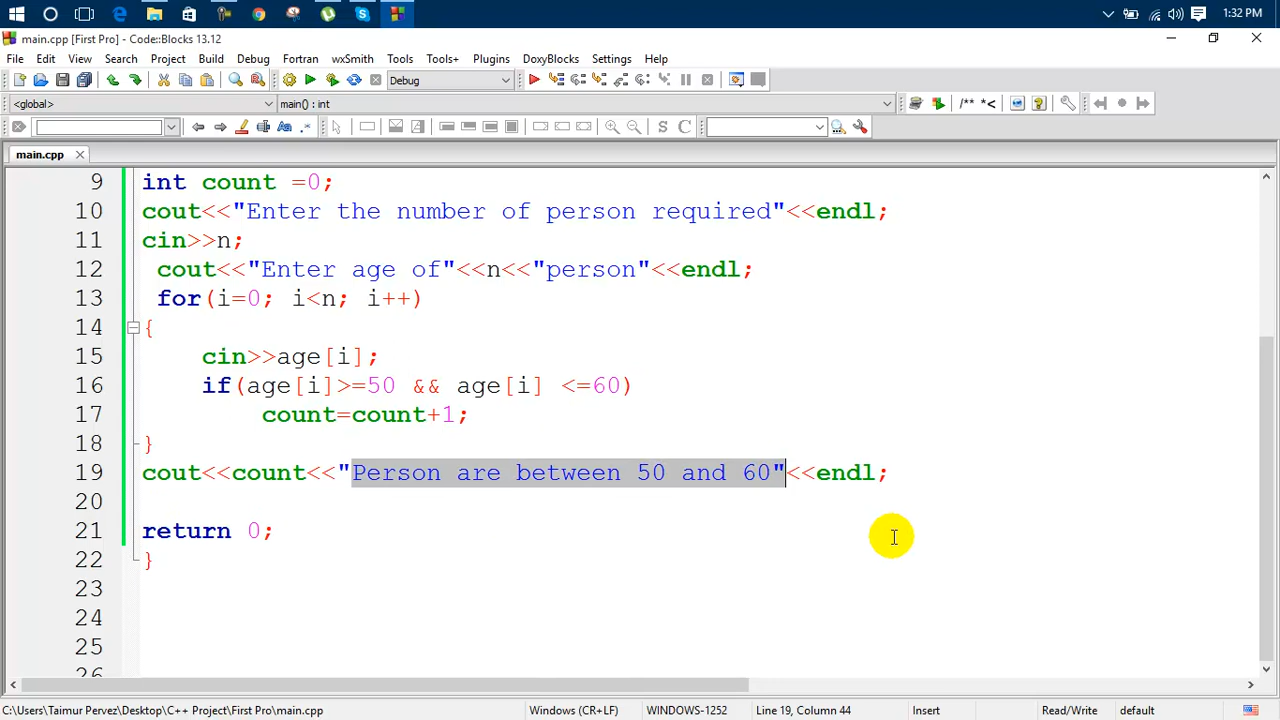 1:32 PM
main.cpp [First Pro] - Code::Blocks 13.12
File Edit View Search Project Build Debug Fortran wxSmith Tools Tools+ Plugins DoxyBlocks Settings Help
Debug
<global> main() : int /** *<
S C
main.cpp
9 int count =0;
10 cout<<"Enter the number of person required"<<endl;
11 cin>>n;
12 cout<<"Enter age of"<<n<<"person"<<endl;
13 for(i=0; i<n; i++)
14 {
15 cin>>age[i];
16 if(age[i]>=50 && age[i] <=60)
17 count=count+1;
18 }
19 cout<<count<<"Person are between 50 and 60"<<endl;
20
21 return 0;
22 }
23
24
25
26
C:\Users\Taimur Pervez\Desktop\C++ Project\First Pro\main.cpp Windows (CR+LF) WINDOWS-1252 Line 19, Column 44 Insert Read/Write default